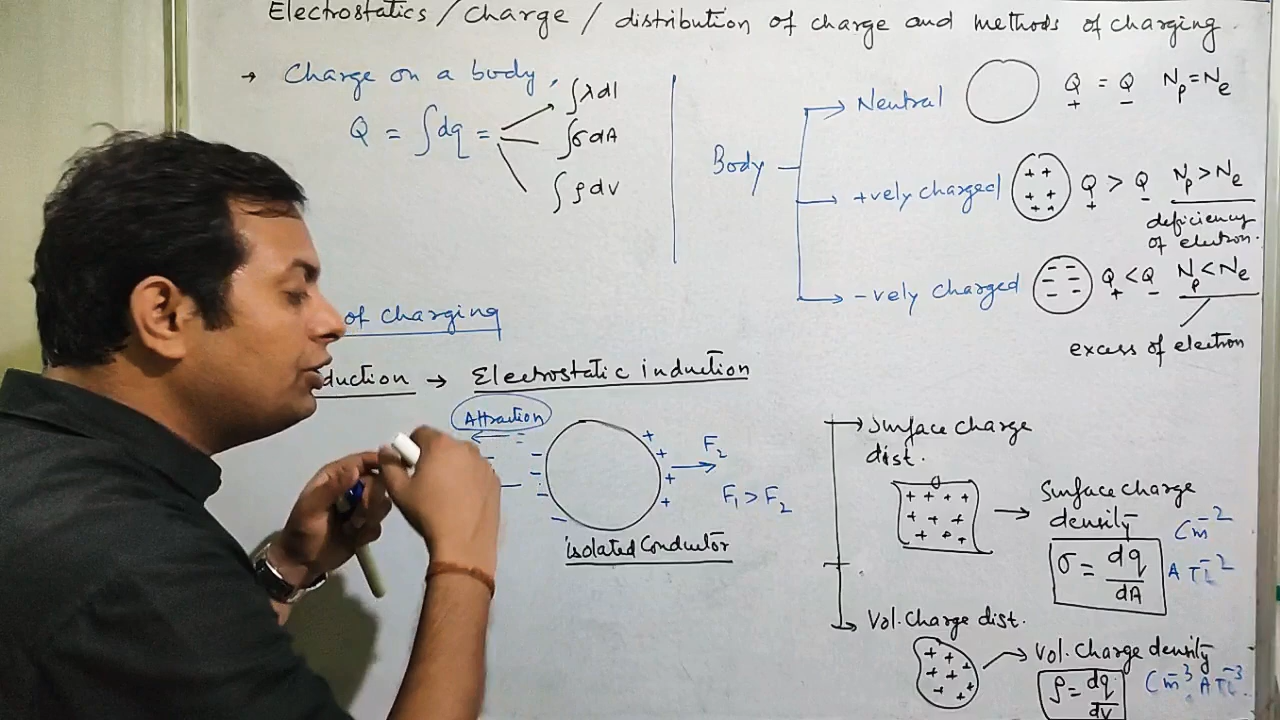 Electrostatics / charge / distribution of charge and methods of charging.
→ Charge on a body,
Q = ∫dq =
∫λdl
∫σdA
∫ρdv
Body
Neutral
Q+ = Q- Np = Ne
+vely charged
++ ++ ++
Q+ > Q- Np > Ne
deficiency
of electron.
-vely charged
Q+ < Q- Np < Ne
excess of electron
of charging
duction → Electrostatic induction
Attraction
F2
F1 > F2
isolated Conductor
Surface charge
dist.
Surface charge
density
Cm^-2
σ = dq/dA
ATL^-2
Vol. Charge dist.
Vol. Charge density
ρ = dq/dv
Cm^-3, ATL^-3